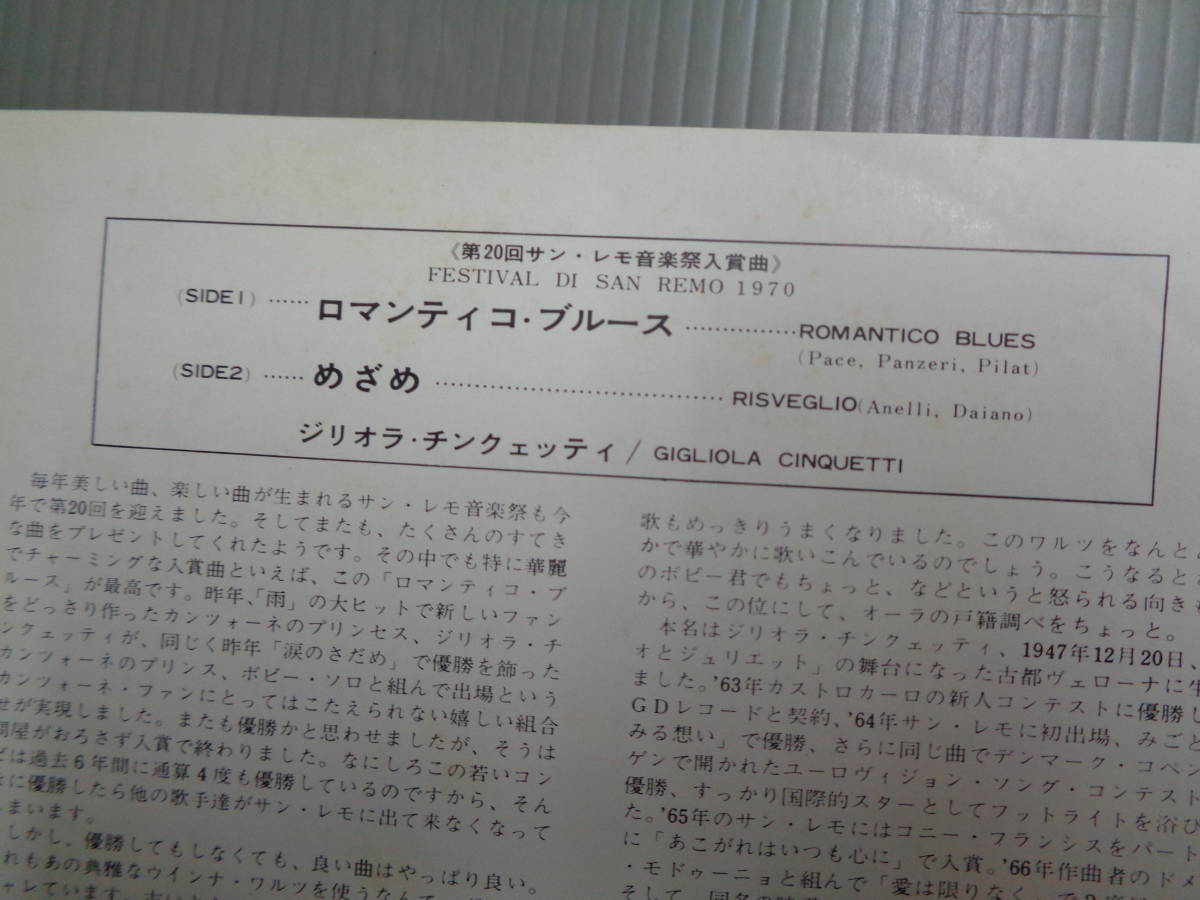 《第20回サン・レモ音楽祭入賞曲》
FESTIVAL DI SAN REMO 1970
(SIDE1) …… ロマンティコ・ブルース …………… ROMANTICO BLUES
(Pace, Panzeri, Pilat)
(SIDE2) …… めざめ ………………………………… RISVEGLIO (Anelli, Daiano)
ジリオラ・チンクェッティ / GIGLIOLA CINQUETTI
毎年美しい曲、楽しい曲が生まれるサン・レモ音楽祭も今
年で第20回を迎えました。そしてまたも、たくさんのすてき
な曲をプレゼントしてくれたようです。その中でも特に華麗
でチャーミングな入賞曲といえば、この「ロマンティコ・ブ
ルース」が最高です。昨年、「雨」の大ヒットで新しいファン
をどっさり作ったカンツォーネのプリンセス、ジリオラ・チ
ンクェッティが、同じく昨年「涙のさだめ」で優勝を飾った
カンツォーネのプリンス、ボビー・ソロと組んで出場という
カンツォーネ・ファンにとってはこたえられない嬉しい組合
せが実現しました。またも優勝かと思わせましたが、そうは
問屋がおろさず入賞で終わりました。なにしろこの若いコン
ビは過去6年間に通算4度も優勝しているのですから、そん
なに優勝したら他の歌手達がサン・レモに出て来なくなって
しまいます。
しかし、優勝してもしなくても、良い曲はやっぱり良い。
れもあの典雅なウインナ・ワルツを使うなんて
ャレています。
歌もめっきりうまくなりました。このワルツをなんと
かで華やかに歌いこんでいるのでしょう。こうなると
のボビー君でもちょっと、などというと怒られる向き
から、この位にして、オーラの戸籍調べをちょっと。
本名はジリオラ・チンクェッティ、1947年12月20日、
オとジュリエット」の舞台になった古都ヴェローナに
ました。'63年カストロカーロの新人コンテストに優勝し
GDレコードと契約、'64年サン・レモに初出場、みごと
みる想い」で優勝、さらに同じ曲でデンマーク・コペン
ゲンで開かれたユーロヴィジョン・ソング・コンテスト
優勝、すっかり国際的スターとしてフットライトを浴び
た。'65年のサン・レモにはコニー・フランシスをパート
に「あこがれはいつも心に」で入賞。'66年作曲者のドメ
・モドゥーニョと組んで「愛は限りなく」で2度
そして、同名の